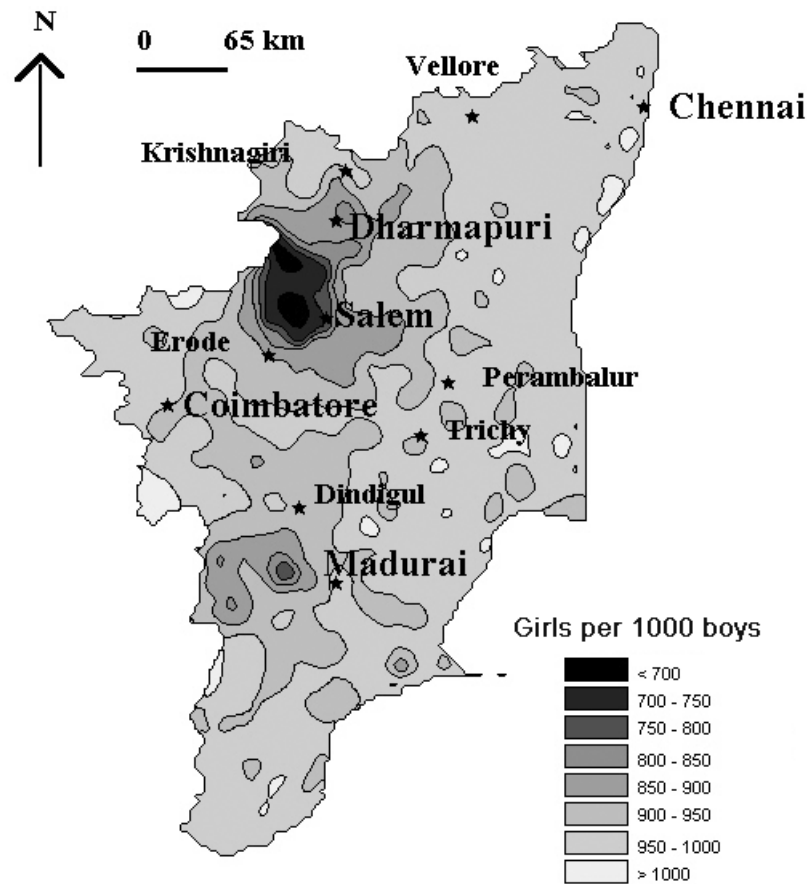 N
0 65 km
Vellore
Chennai
Krishnagiri
Dharmapuri
Salem
Erode
Perambalur
Coimbatore
Trichy
Dindigul
Madurai
Girls per 1000 boys
< 700
700 - 750
750 - 800
800 - 850
850 - 900
900 - 950
950 - 1000
> 1000